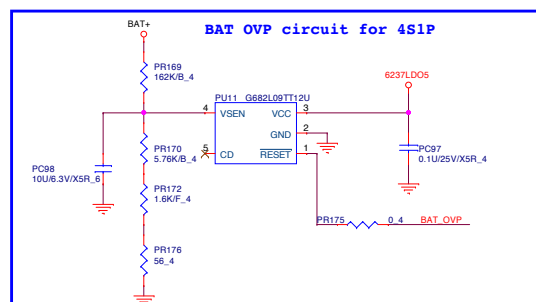 BAT OVP circuit for 4S1P
BAT+
PR169
162K/B_4
PU11 G682L09TT12U
6237LDO5
4 VSEN VCC 3
GND 2
5 CD RESET 1
PR170
5.76K/B_4
PC97
0.1U/25V/X5R_4
PC98
10U/6.3V/X5R_6
PR172
1.6K/F_4
PR175 0_4 BAT_OVP
PR176
56_4